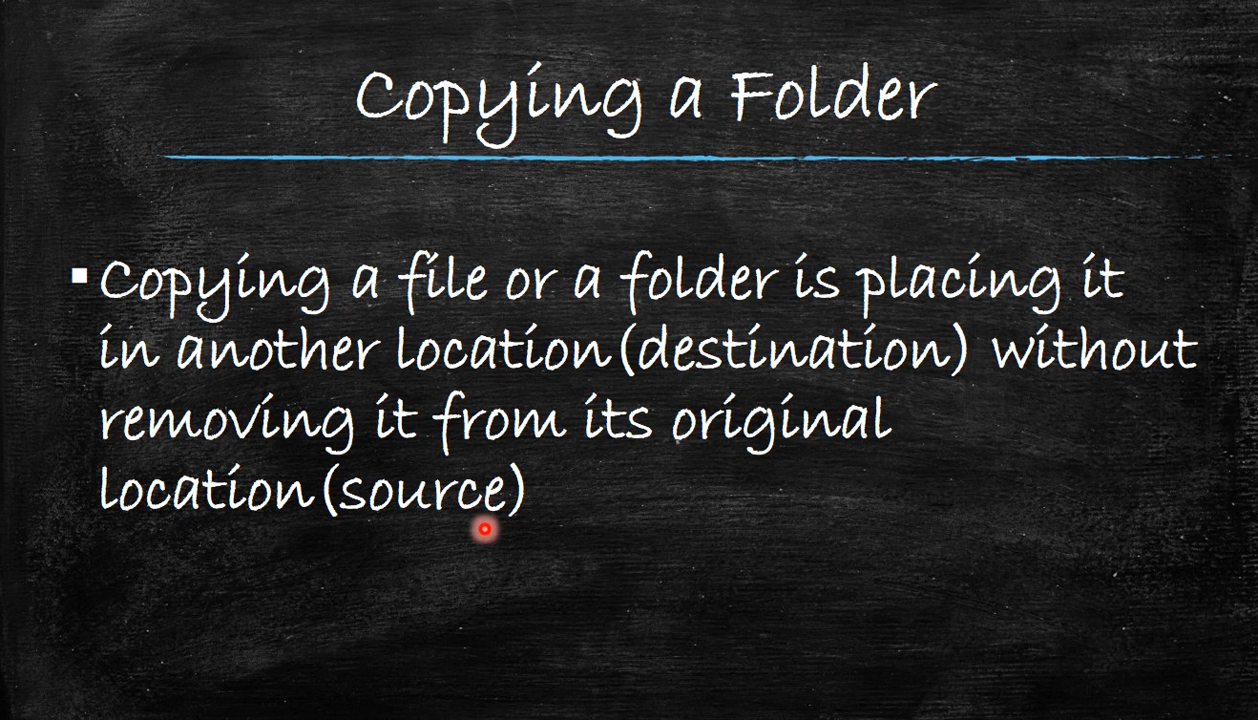 Copying a Folder
▪ Copying a file or a folder is placing it
in another location(destination) without
removing it from its original
location(source)